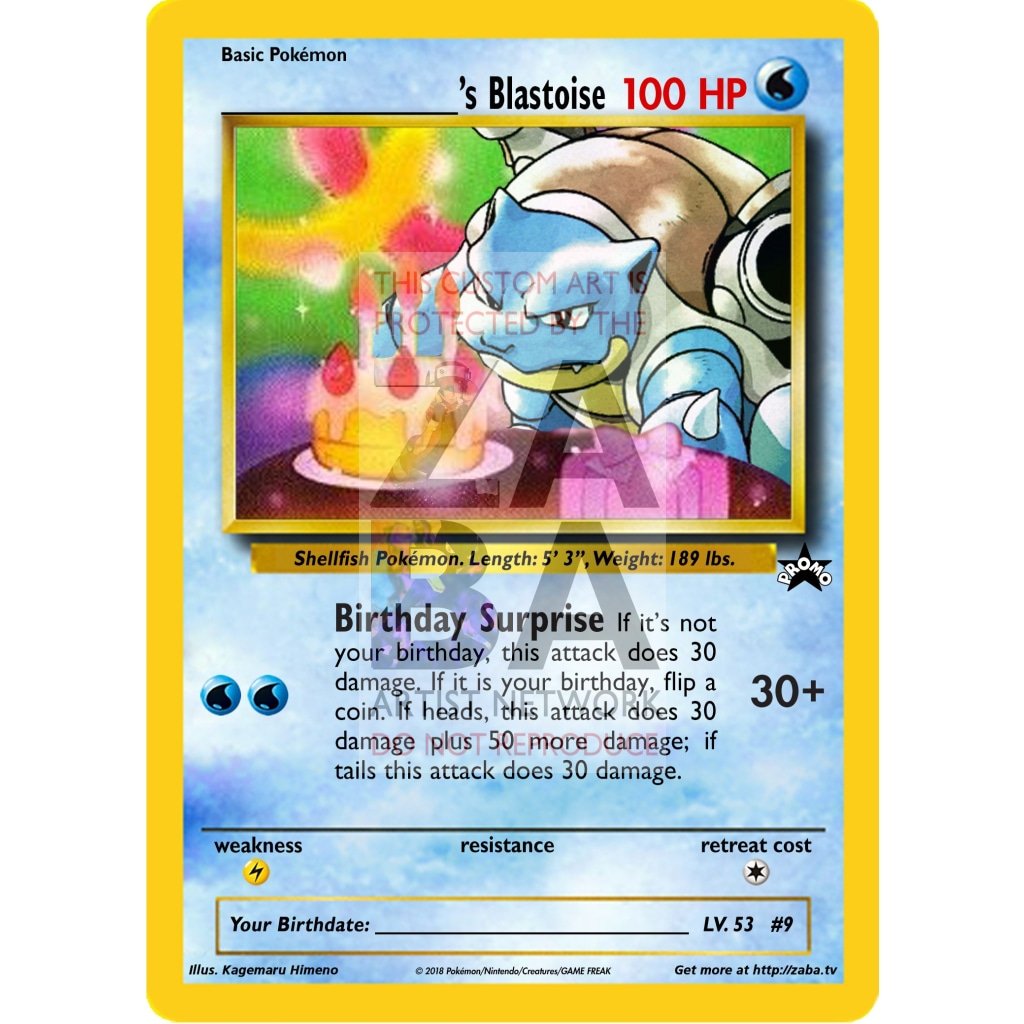 Basic Pokémon
____________'s Blastoise 100 HP
THIS CUSTOM ART IS
PROTECTED BY THE
ZA
BA
Shellfish Pokémon. Length: 5' 3”, Weight: 189 lbs.
PROMO
Birthday Surprise If it's not
your birthday, this attack does 30
damage. If it is your birthday, flip a
coin. If heads, this attack does 30
damage plus 50 more damage; if
tails this attack does 30 damage.
30+
ARTIST NETWORK
DO NOT REPRODUCE
weakness resistance retreat cost
Your Birthdate: ____________ LV. 53 #9
Illus. Kagemaru Himeno © 2018 Pokémon/Nintendo/Creatures/GAME FREAK Get more at http://zaba.tv